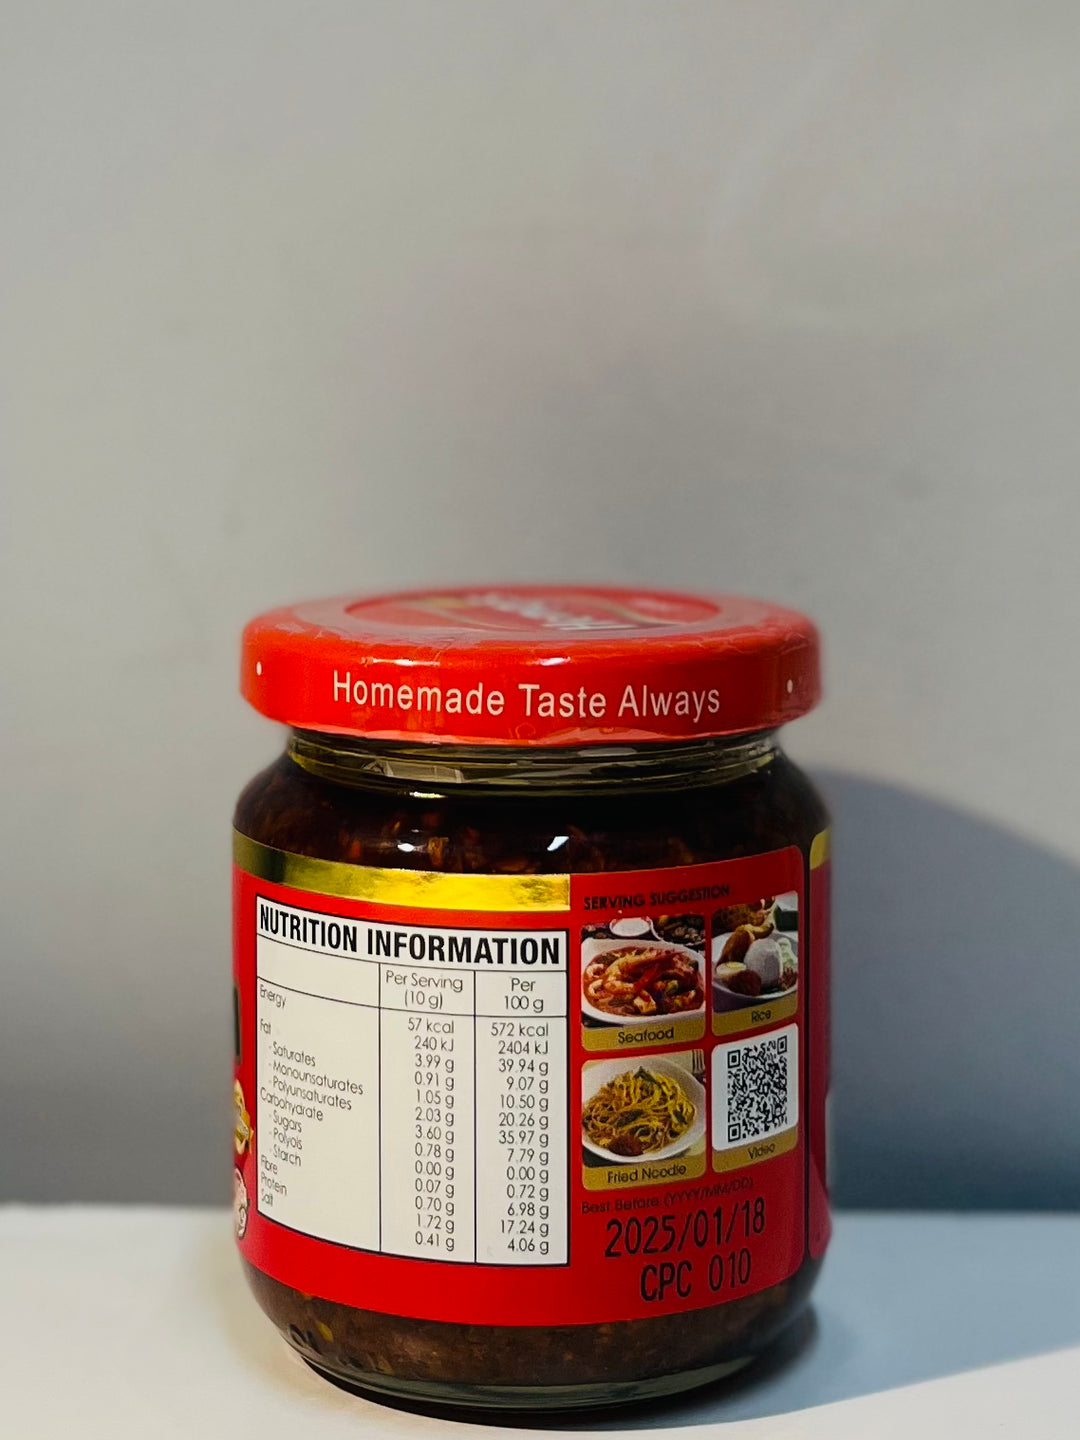 Homemade Taste Always
NUTRITION INFORMATION
Per Serving (10 g) Per 100 g
Energy 57 kcal 572 kcal
240 kJ 2404 kJ
Fat 3.99 g 39.94 g
- Saturates 0.91 g 9.07 g
- Monounsaturates 1.05 g 10.50 g
- Polyunsaturates 2.03 g 20.26 g
Carbohydrate 3.60 g 35.97 g
- Sugars 0.78 g 7.79 g
- Polyols 0.00 g 0.00 g
- Starch 0.07 g 0.72 g
Fibre 0.70 g 6.98 g
Protein 1.72 g 17.24 g
Salt 0.41 g 4.06 g
SERVING SUGGESTION
Seafood
Rice
Fried Noodle
Video
Best Before (YYYY/MM/DD)
2025/01/18
CPC 010